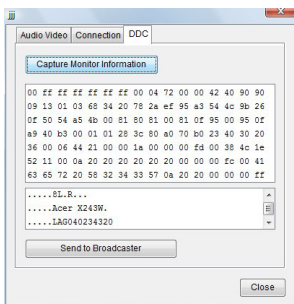 Audio Video
Connection
DDC
Capture Monitor Information
00 ff ff ff ff ff ff 00 04 72 00 00 42 40 90 90
09 13 01 03 68 34 20 78 2a ef 95 a3 54 4c 9b 26
0f 50 54 a5 4b 00 81 80 81 00 81 0f 95 00 95 0f
a9 40 b3 00 01 01 28 3c 80 a0 70 b0 23 40 30 20
36 00 06 44 21 00 00 1a 00 00 00 fd 00 38 4c 1e
52 11 00 0a 20 20 20 20 20 20 00 00 00 fc 00 41
63 65 72 20 58 32 34 33 57 0a 20 20 00 00 00 ff
.....8L.R...
.....Acer X243W.
.....LAG040234320
Send to Broadcaster
Close